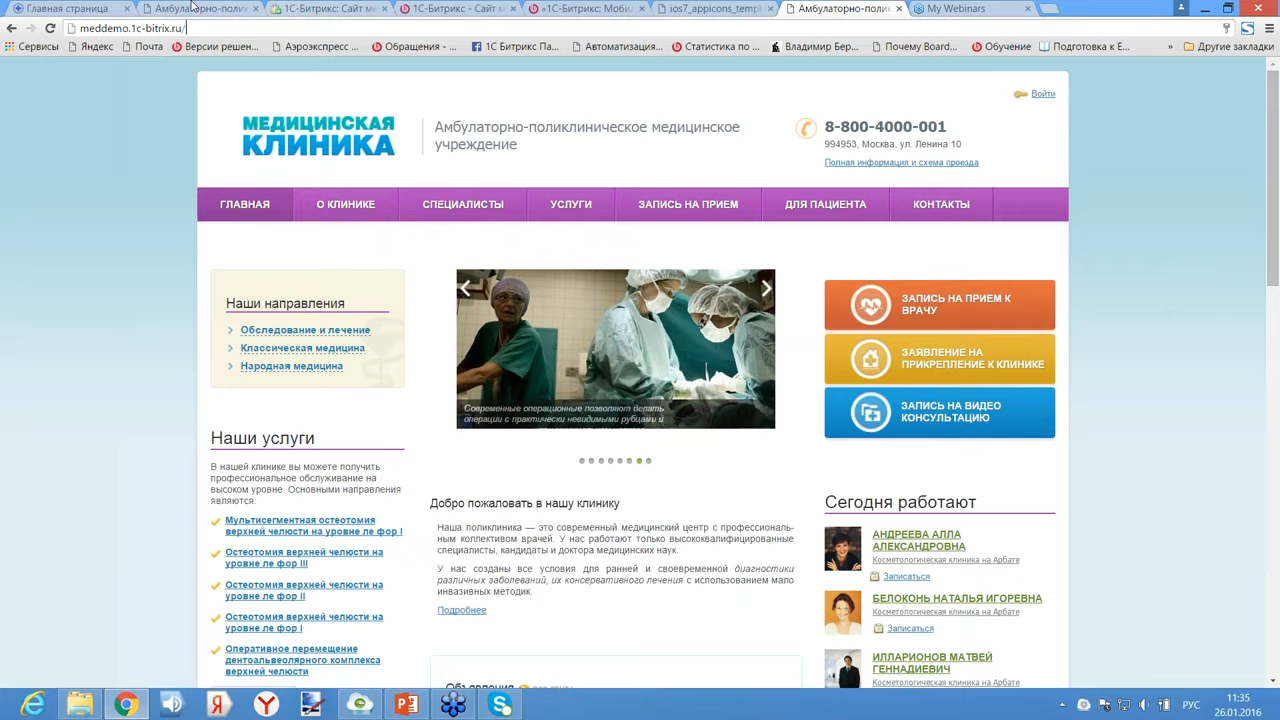 Главная страница
Амбулаторно-полик
1С-Битрикс: Сайт ме
1С-Битрикс - Сайт м
«1С-Битрикс: Мобил
ios7_appicons_templ
Амбулаторно-полик
My Webinars
meddemo.1c-bitrix.ru/
Сервисы
Яндекс
Почта
Версии решен...
Аэроэкспресс ...
Обращения - ...
1С Битрикс Па...
Автоматизация...
Статистика по ...
Владимир Бер...
Почему Board...
Обучение
Подготовка к Е...
»
Другие закладки
Войти
МЕДИЦИНСКАЯ
КЛИНИКА
Амбулаторно-поликлиническое медицинское
учреждение
8-800-4000-001
994953, Москва, ул. Ленина 10
Полная информация и схема проезда
ГЛАВНАЯ
О КЛИНИКЕ
СПЕЦИАЛИСТЫ
УСЛУГИ
ЗАПИСЬ НА ПРИЕМ
ДЛЯ ПАЦИЕНТА
КОНТАКТЫ
Наши направления
Обследование и лечение
Классическая медицина
Народная медицина
Наши услуги
В нашей клинике вы можете получить
профессиональное обслуживание на
высоком уровне. Основными направления
являются:
Мультисегментная остеотомия
верхней челюсти на уровне ле фор I
Остеотомия верхней челюсти на
уровне ле фор III
Остеотомия верхней челюсти на
уровне ле фор II
Остеотомия верхней челюсти на
уровне ле фор I
Оперативное перемещение
дентоальвеолярного комплекса
верхней челюсти
Современные операционные позволяют делать
операции с практически невидимыми рубцами и
Добро пожаловать в нашу клинику
Наша поликлиника — это современный медицинский центр с профессиональ-
ным коллективом врачей. У нас работают только высококвалифицированные
специалисты, кандидаты и доктора медицинских наук.
У нас созданы все условия для ранней и своевременной диагностики
различных заболеваний, их консервативного лечения с использованием мало
инвазивных методик.
Подробнее
Объявления
ЗАПИСЬ НА ПРИЕМ К
ВРАЧУ
ЗАЯВЛЕНИЕ НА
ПРИКРЕПЛЕНИЕ К КЛИНИКЕ
ЗАПИСЬ НА ВИДЕО
КОНСУЛЬТАЦИЮ
Сегодня работают
АНДРЕЕВА АЛЛА
АЛЕКСАНДРОВНА
Косметологическая клиника на Арбате
Записаться
БЕЛОКОНЬ НАТАЛЬЯ ИГОРЕВНА
Косметологическая клиника на Арбате
Записаться
ИЛЛАРИОНОВ МАТВЕЙ
ГЕННАДИЕВИЧ
Косметологическая клиника на Арбате
РУС
11:35
26.01.2016